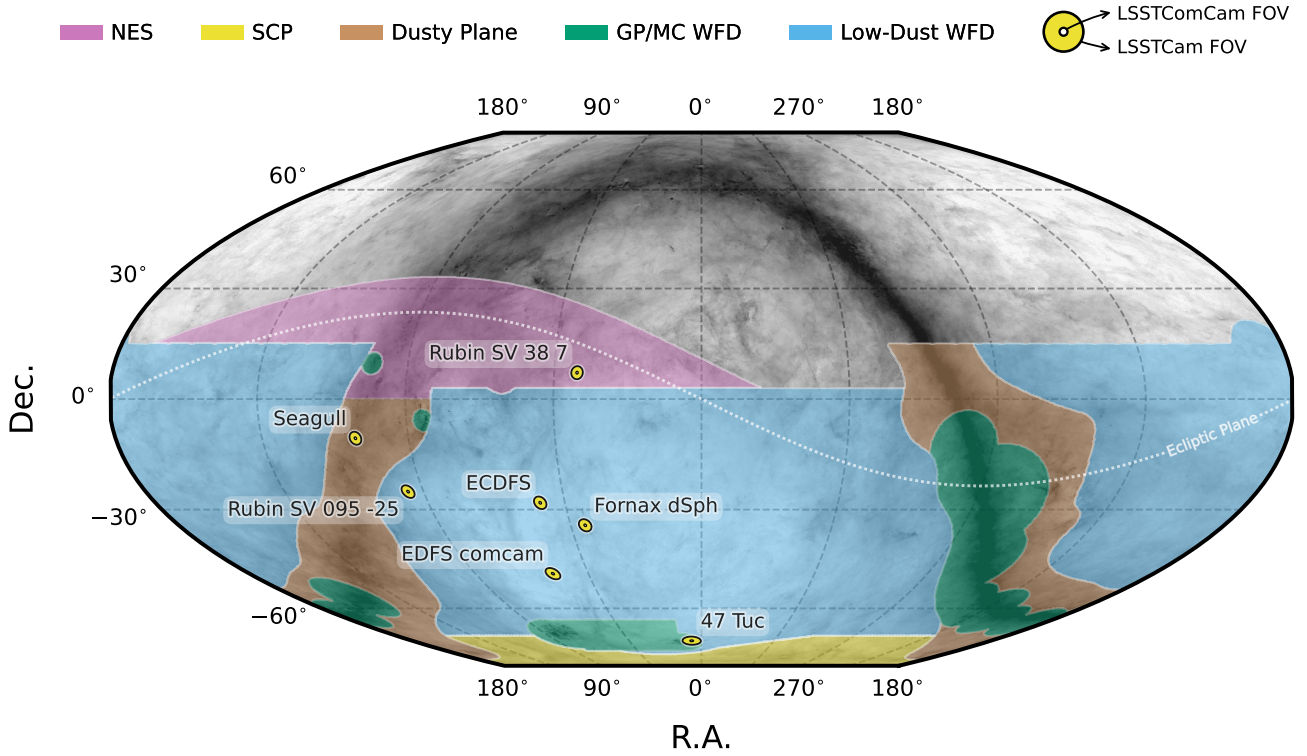 NES SCP Dusty Plane GP/MC WFD Low-Dust WFD
LSSTComCam FOV
LSSTCam FOV
180° 90° 0° 270° 180°
60°
30°
0°
−30°
−60°
Dec.
Rubin SV 38 7
Seagull
Ecliptic Plane
ECDFS
Rubin SV 095 -25
Fornax dSph
EDFS comcam
47 Tuc
180° 90° 0° 270° 180°
R.A.